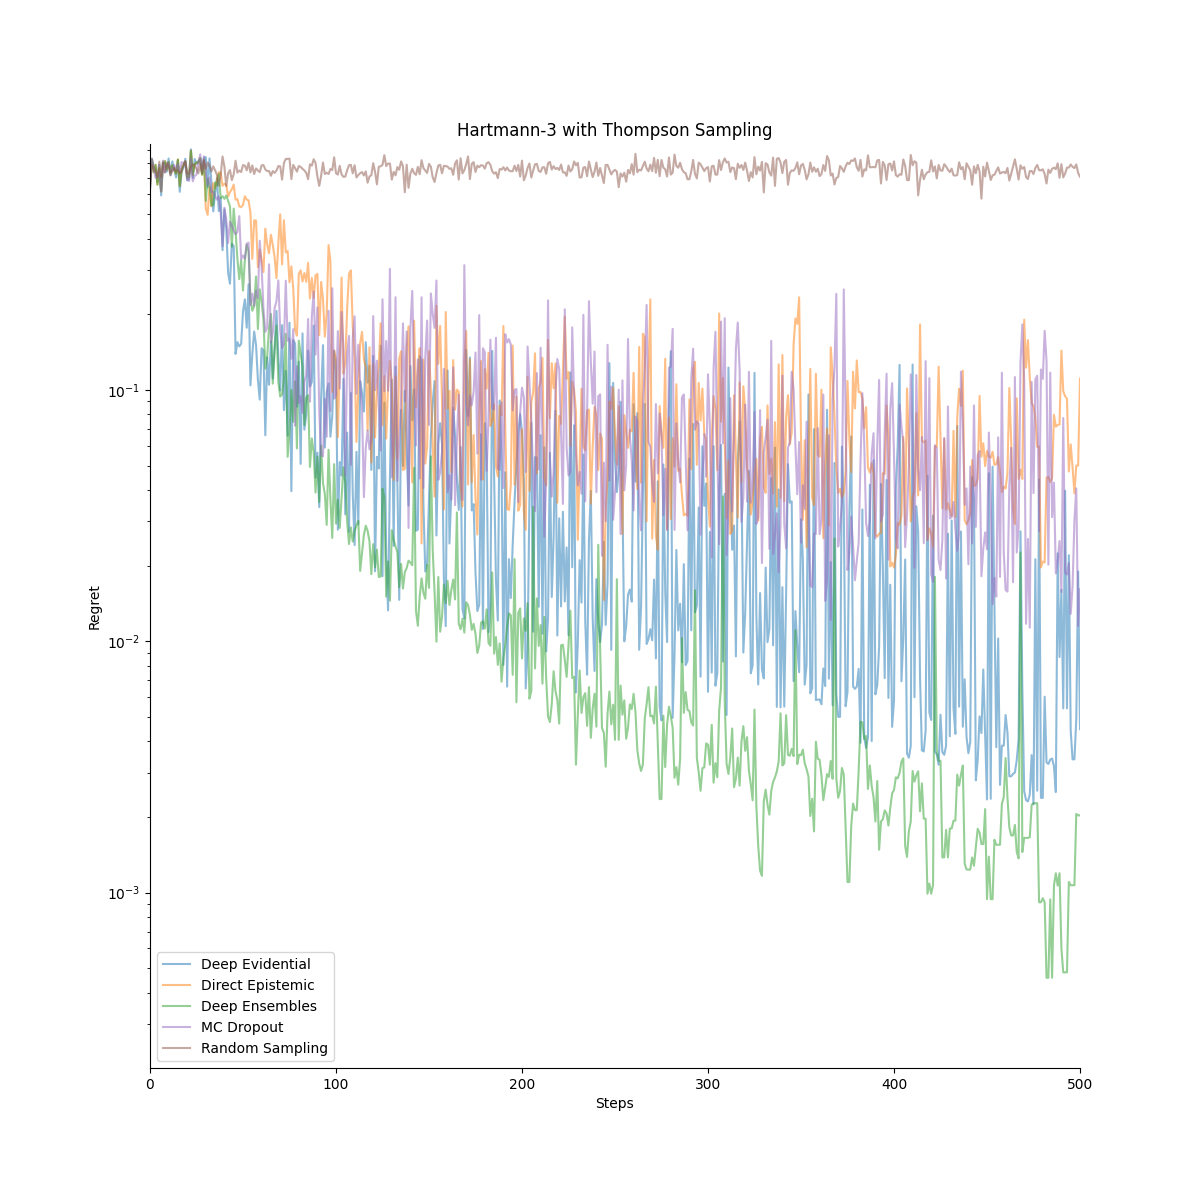 Hartmann-3 with Thompson Sampling
Regret
10⁻¹
10⁻²
10⁻³
Deep Evidential
Direct Epistemic
Deep Ensembles
MC Dropout
Random Sampling
0 100 200 300 400 500
Steps